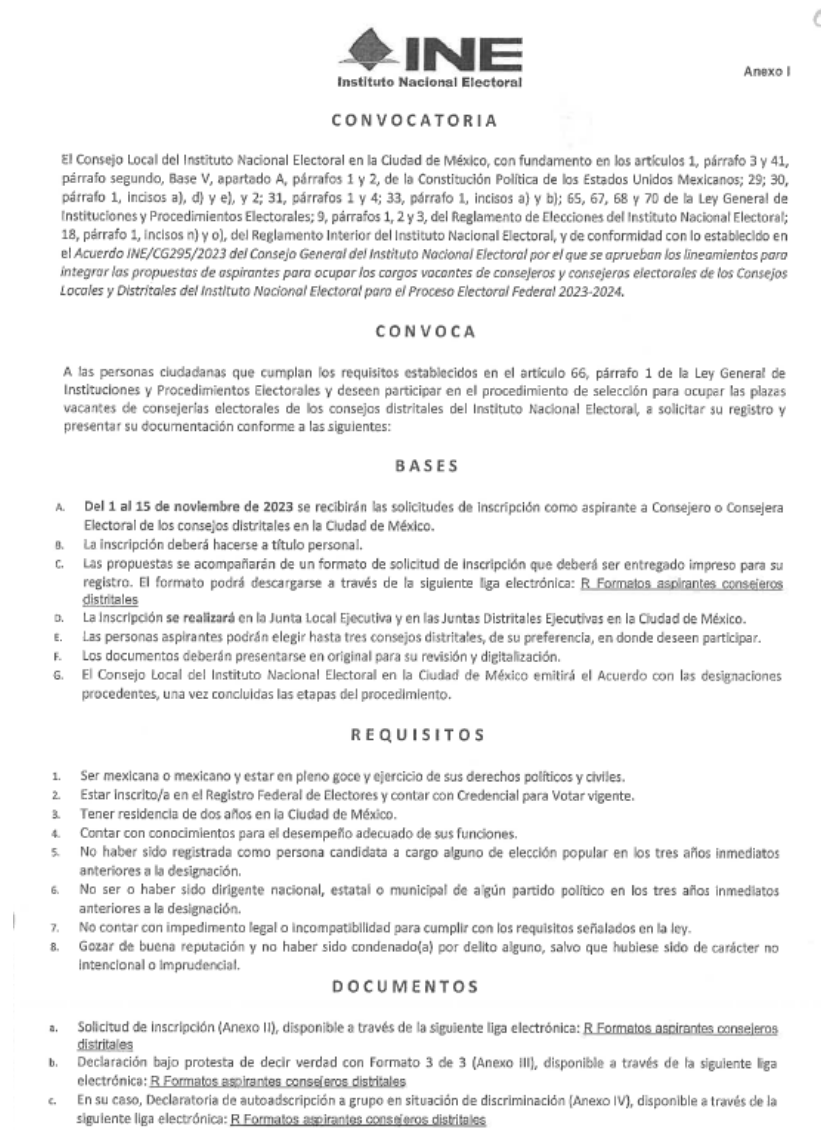 INE
Instituto Nacional Electoral
Anexo I
CONVOCATORIA
El Consejo Local del Instituto Nacional Electoral en la Ciudad de México, con fundamento en los artículos 1, párrafo 3 y 41,
párrafo segundo, Base V, apartado A, párrafos 1 y 2, de la Constitución Política de los Estados Unidos Mexicanos; 29; 30,
párrafo 1, incisos a), d) y e), y 2; 31, párrafos 1 y 4; 33, párrafo 1, incisos a) y b); 65, 67, 68 y 70 de la Ley General de
Instituciones y Procedimientos Electorales; 9, párrafos 1, 2 y 3, del Reglamento de Elecciones del Instituto Nacional Electoral;
18, párrafo 1, incisos n) y o), del Reglamento Interior del Instituto Nacional Electoral, y de conformidad con lo establecido en
el Acuerdo INE/CG295/2023 del Consejo General del Instituto Nacional Electoral por el que se aprueban los lineamientos para
integrar las propuestas de aspirantes para ocupar los cargos vacantes de consejeros y consejeras electorales de los Consejos
Locales y Distritales del Instituto Nacional Electoral para el Proceso Electoral Federal 2023-2024.
CONVOCA
A las personas ciudadanas que cumplan los requisitos establecidos en el artículo 66, párrafo 1 de la Ley General de
Instituciones y Procedimientos Electorales y deseen participar en el procedimiento de selección para ocupar las plazas
vacantes de consejerías electorales de los consejos distritales del Instituto Nacional Electoral, a solicitar su registro y
presentar su documentación conforme a las siguientes:
BASES
A. Del 1 al 15 de noviembre de 2023 se recibirán las solicitudes de inscripción como aspirante a Consejero o Consejera
Electoral de los consejos distritales en la Ciudad de México.
B. La inscripción deberá hacerse a título personal.
C. Las propuestas se acompañarán de un formato de solicitud de inscripción que deberá ser entregado impreso para su
registro. El formato podrá descargarse a través de la siguiente liga electrónica: R Formatos aspirantes consejeros
distritales
D. La inscripción se realizará en la Junta Local Ejecutiva y en las Juntas Distritales Ejecutivas en la Ciudad de México.
E. Las personas aspirantes podrán elegir hasta tres consejos distritales, de su preferencia, en donde deseen participar.
F. Los documentos deberán presentarse en original para su revisión y digitalización.
G. El Consejo Local del Instituto Nacional Electoral en la Ciudad de México emitirá el Acuerdo con las designaciones
procedentes, una vez concluidas las etapas del procedimiento.
REQUISITOS
1. Ser mexicana o mexicano y estar en pleno goce y ejercicio de sus derechos políticos y civiles.
2. Estar inscrito/a en el Registro Federal de Electores y contar con Credencial para Votar vigente.
3. Tener residencia de dos años en la Ciudad de México.
4. Contar con conocimientos para el desempeño adecuado de sus funciones.
5. No haber sido registrada como persona candidata a cargo alguno de elección popular en los tres años inmediatos
anteriores a la designación.
6. No ser o haber sido dirigente nacional, estatal o municipal de algún partido político en los tres años inmediatos
anteriores a la designación.
7. No contar con impedimento legal o incompatibilidad para cumplir con los requisitos señalados en la ley.
8. Gozar de buena reputación y no haber sido condenado(a) por delito alguno, salvo que hubiese sido de carácter no
intencional o imprudencial.
DOCUMENTOS
a. Solicitud de inscripción (Anexo II), disponible a través de la siguiente liga electrónica: R Formatos aspirantes consejeros
distritales
b. Declaración bajo protesta de decir verdad con Formato 3 de 3 (Anexo III), disponible a través de la siguiente liga
electrónica: R Formatos aspirantes consejeros distritales
c. En su caso, Declaratoria de autoadscripción a grupo en situación de discriminación (Anexo IV), disponible a través de la
siguiente liga electrónica: R Formatos aspirantes consejeros distritales